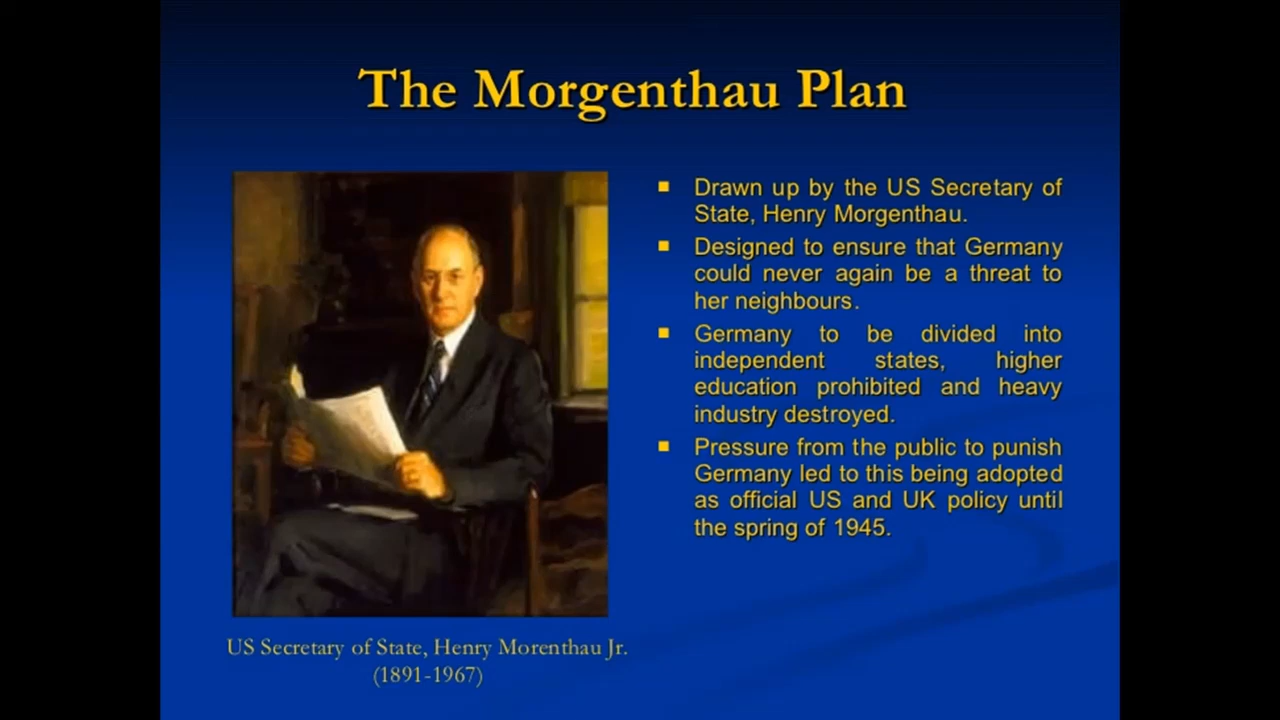 The Morgenthau Plan
Drawn up by the US Secretary of
State, Henry Morgenthau.
Designed to ensure that Germany
could never again be a threat to
her neighbours.
Germany to be divided into
independent states, higher
education prohibited and heavy
industry destroyed.
Pressure from the public to punish
Germany led to this being adopted
as official US and UK policy until
the spring of 1945.
US Secretary of State, Henry Morenthau Jr.
(1891-1967)